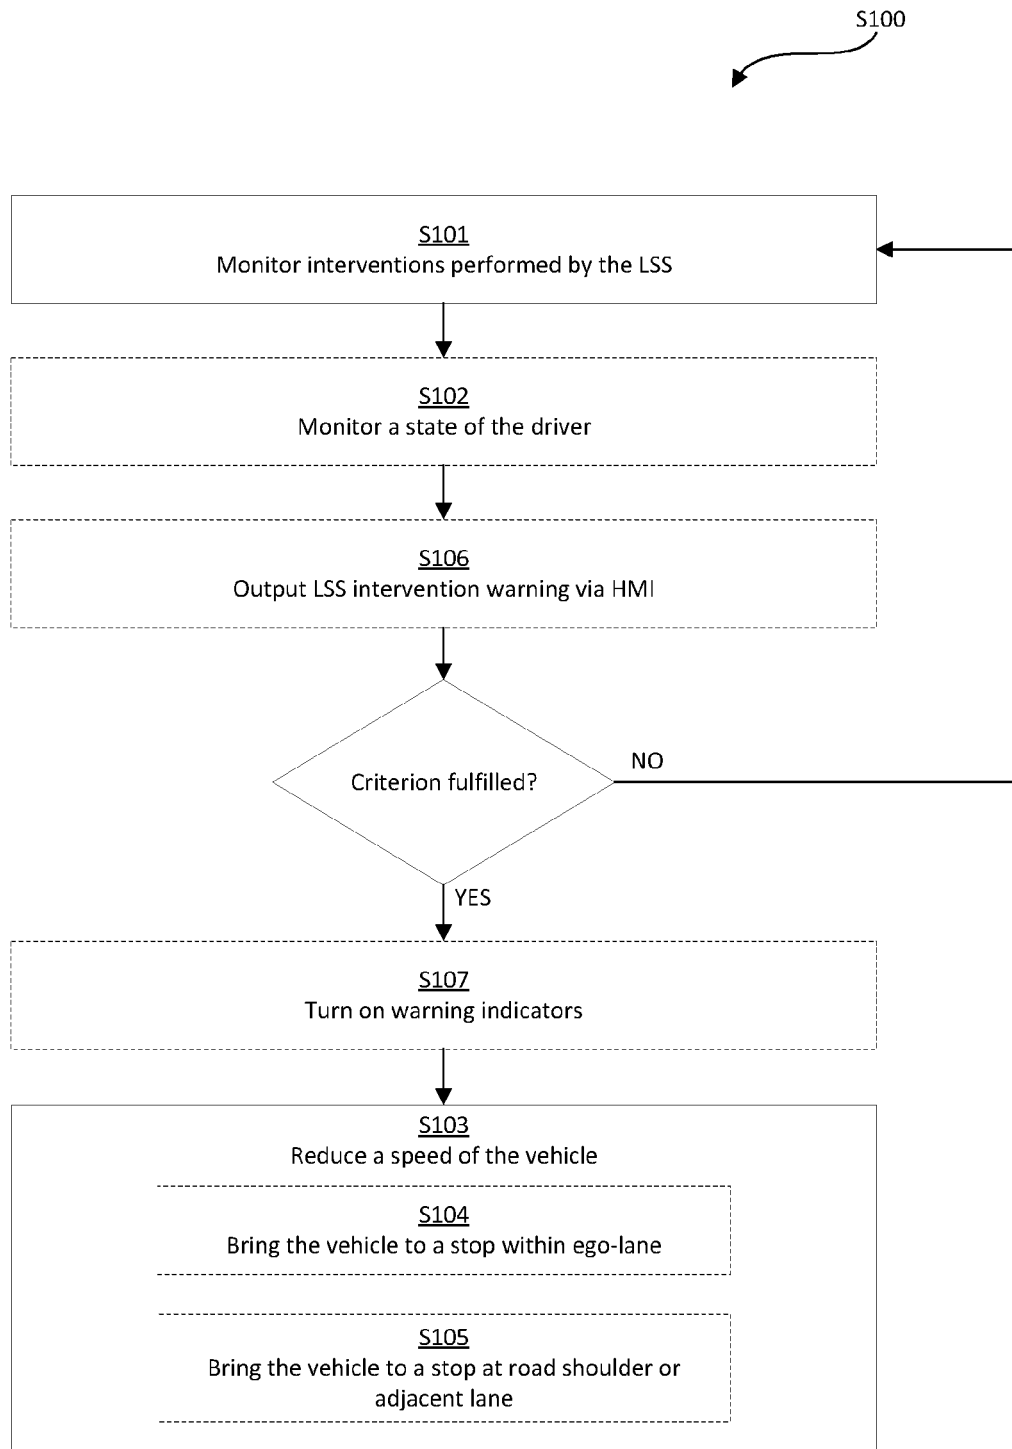 S100
S101
Monitor interventions performed by the LSS
S102
Monitor a state of the driver
S106
Output LSS intervention warning via HMI
Criterion fulfilled?
NO
YES
S107
Turn on warning indicators
S103
Reduce a speed of the vehicle
S104
Bring the vehicle to a stop within ego-lane
S105
Bring the vehicle to a stop at road shoulder or
adjacent lane